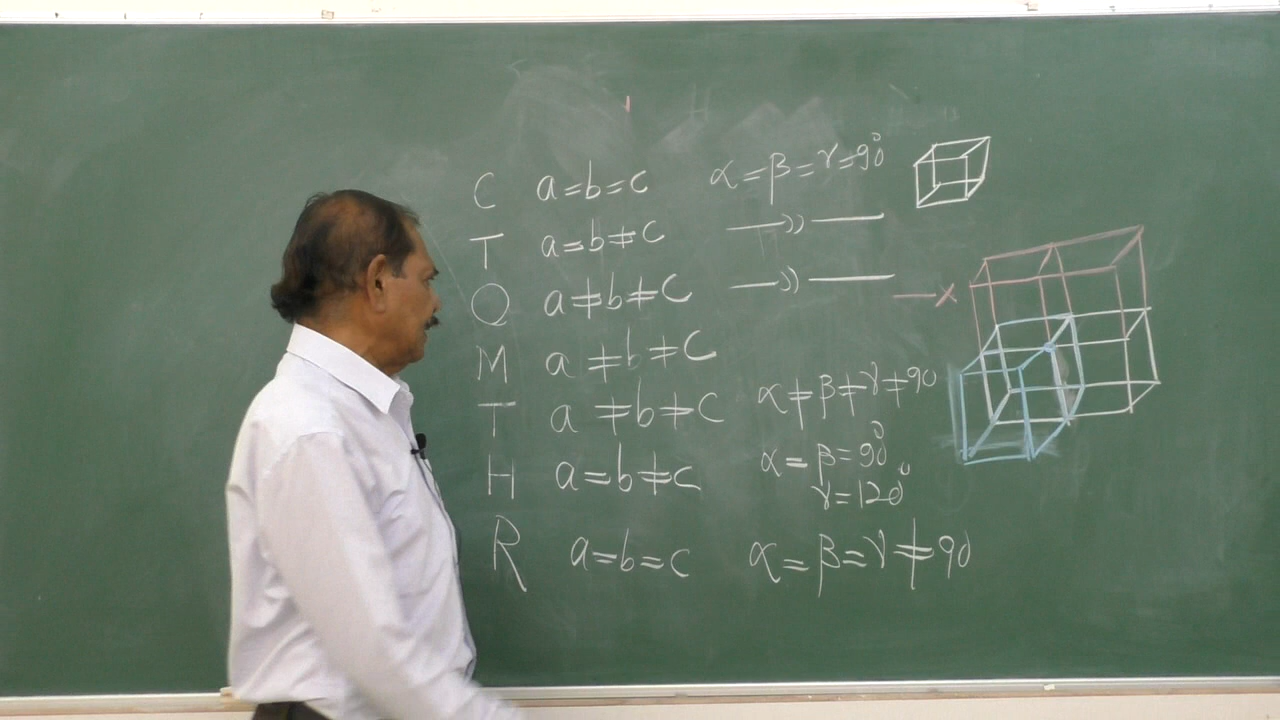 C a=b=c α=β=γ=90°
T a=b≠c —»—
O a≠b≠c —»— —x
M a≠b≠c
T a≠b≠c α≠β≠γ≠90
H a=b≠c α=β=90°
γ=120°
R a=b=c α=β=γ≠90